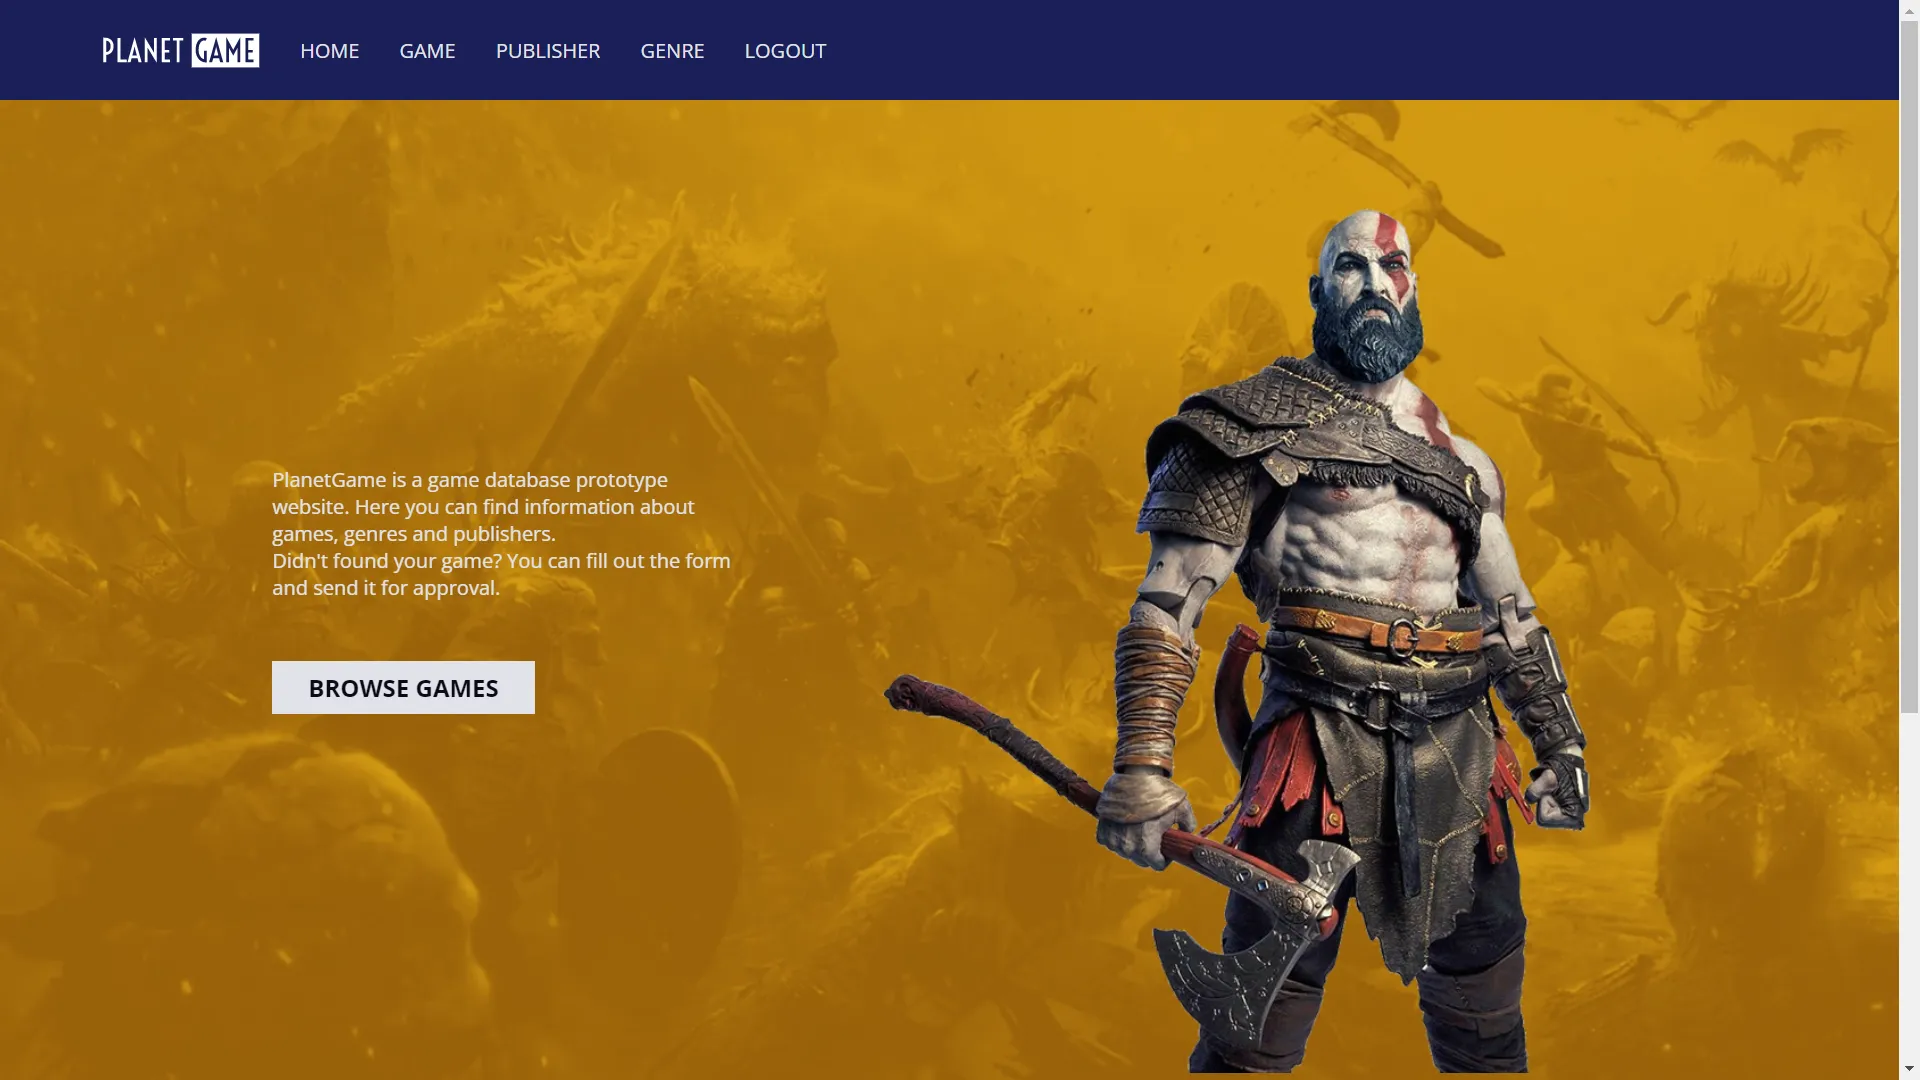 PLANET GAME HOME GAME PUBLISHER GENRE LOGOUT
PlanetGame is a game database prototype
website. Here you can find information about
games, genres and publishers.
Didn't found your game? You can fill out the form
and send it for approval.
BROWSE GAMES